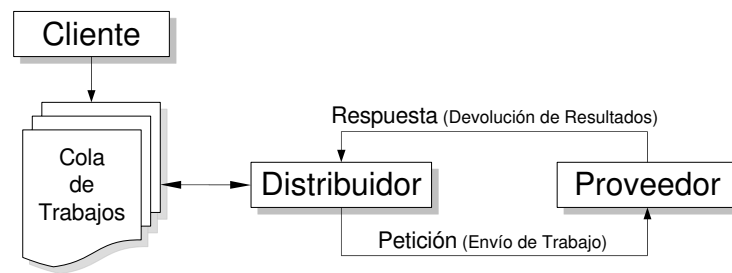 Cliente
Cola
de
Trabajos
Respuesta (Devolución de Resultados)
Distribuidor
Proveedor
Petición (Envío de Trabajo)